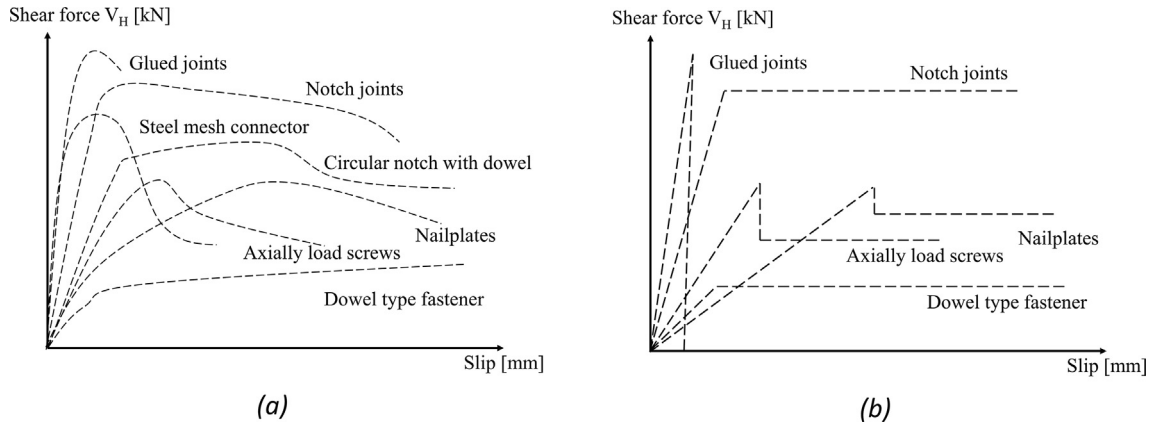 Shear force V_H [kN]
Glued joints
Notch joints
Steel mesh connector
Circular notch with dowel
Nailplates
Axially load screws
Dowel type fastener
Slip [mm]
(a)
Shear force V_H [kN]
Glued joints
Notch joints
Nailplates
Axially load screws
Dowel type fastener
Slip [mm]
(b)